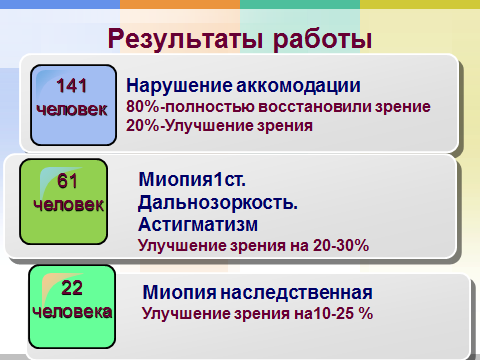 Результаты работы
141
человек
Нарушение аккомодации
80%-полностью восстановили зрение
20%-Улучшение зрения
61
человек
Миопия1ст.
Дальнозоркость.
Астигматизм
Улучшение зрения на 20-30%
22
человека
Миопия наследственная
Улучшение зрения на10-25 %